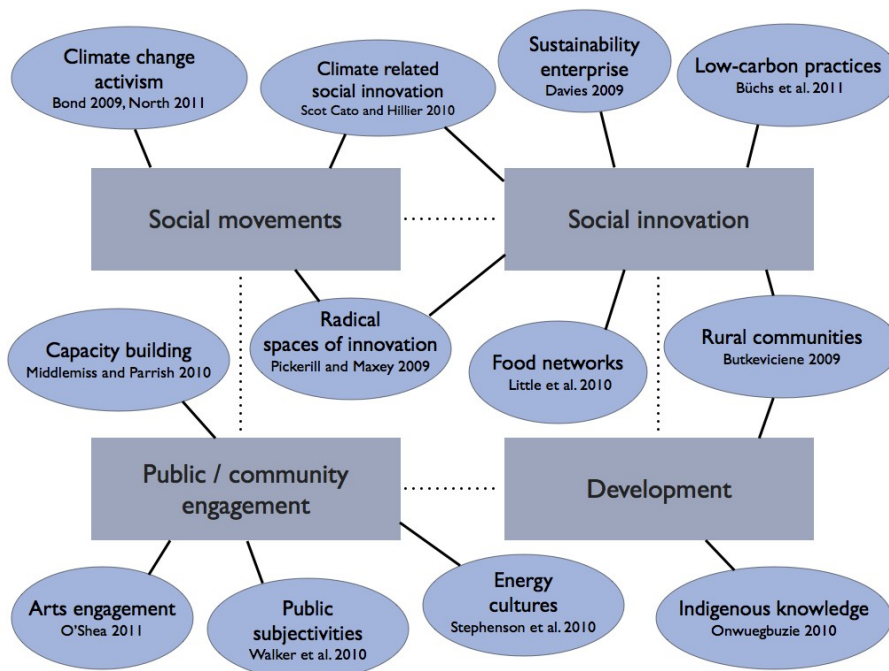 Climate change
activism
Bond 2009, North 2011
Climate related
social innovation
Scot Cato and Hillier 2010
Sustainability
enterprise
Davies 2009
Low-carbon practices
Büchs et al. 2011
Social movements
Social innovation
Capacity building
Middlemiss and Parrish 2010
Radical
spaces of innovation
Pickerill and Maxey 2009
Food networks
Little et al. 2010
Rural communities
Butkeviciene 2009
Public / community
engagement
Development
Arts engagement
O'Shea 2011
Public
subjectivities
Walker et al. 2010
Energy
cultures
Stephenson et al. 2010
Indigenous knowledge
Onwuegbuzie 2010